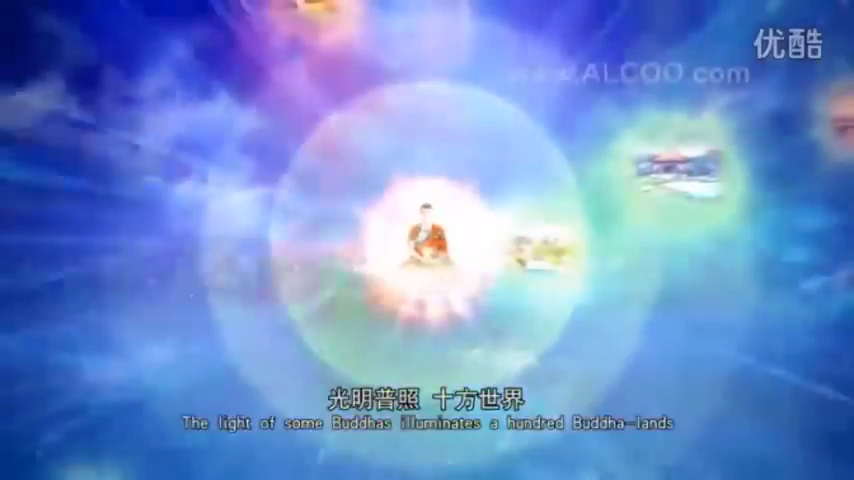 优酷
www.ALCOO.com
光明普照 十方世界
The light of some Buddhas illuminates a hundred Buddha-lands